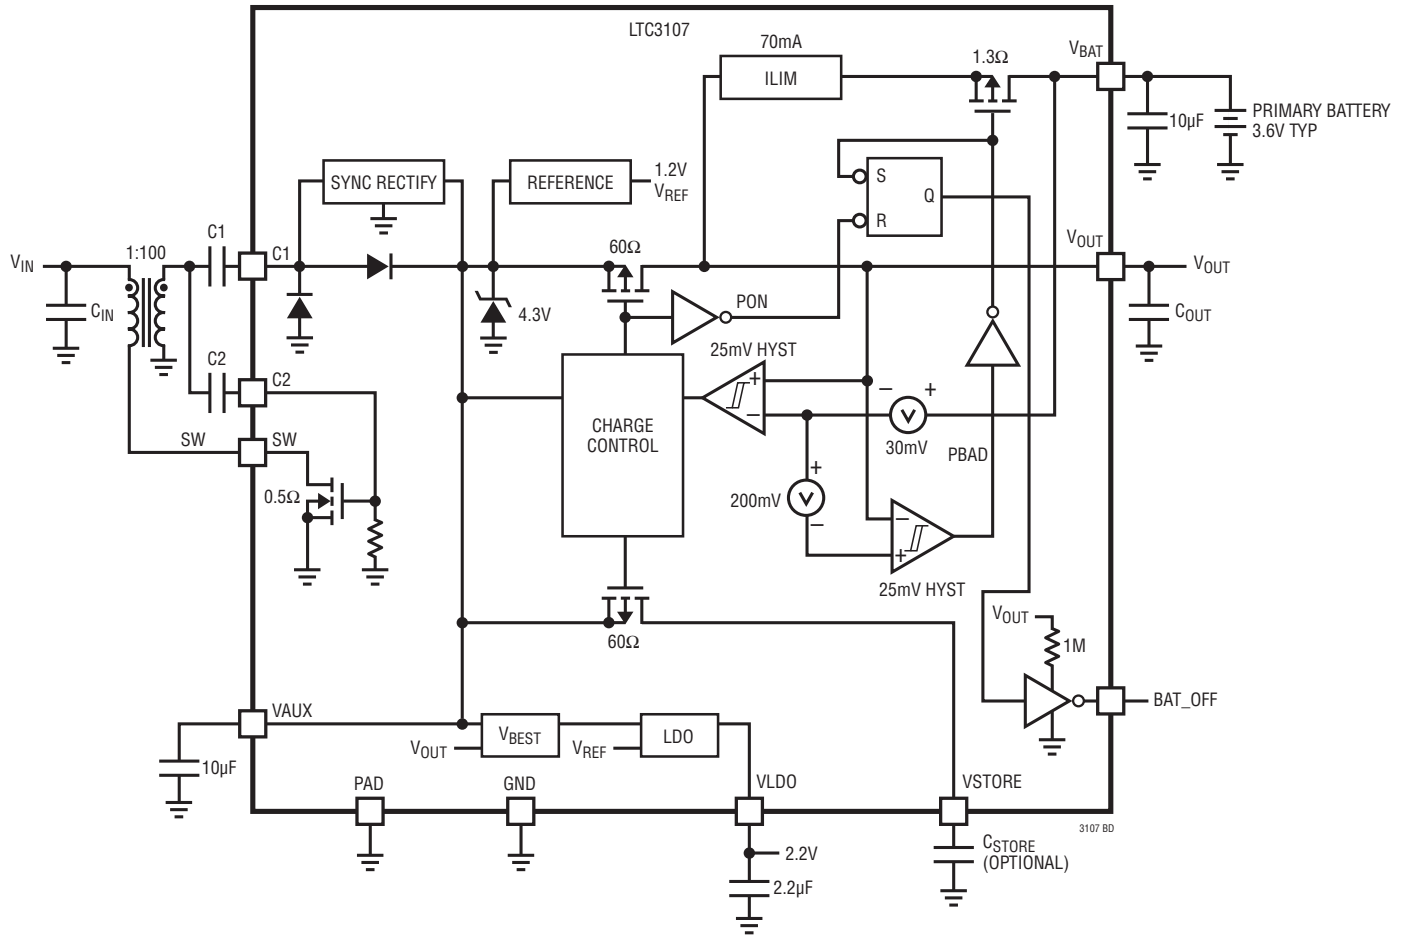 LTC3107
70mA
ILIM
1.3Ω
VBAT
10µF
PRIMARY BATTERY
3.6V TYP
SYNC RECTIFY
REFERENCE
1.2V
VREF
S
Q
R
VIN
1:100
C1
C1
60Ω
VOUT
VOUT
CIN
4.3V
PON
COUT
25mV HYST
C2
C2
+
−
− +
30mV
CHARGE
CONTROL
PBAD
SW
SW
0.5Ω
+
200mV
−
−
+
25mV HYST
VOUT
1M
60Ω
BAT_OFF
VAUX
VOUT
VBEST
VREF
LDO
10µF
PAD
GND
VLDO
VSTORE
3107 BD
2.2V
CSTORE
(OPTIONAL)
2.2µF